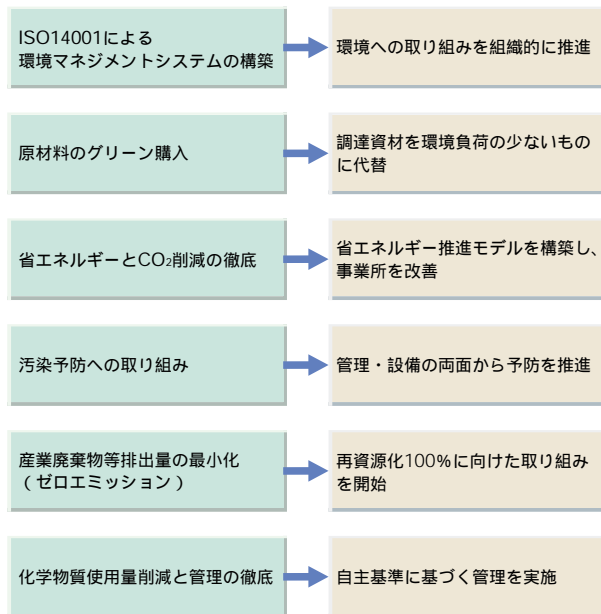 ISO14001による
環境マネジメントシステムの構築
環境への取り組みを組織的に推進
原材料のグリーン購入
調達資材を環境負荷の少ないもの
に代替
省エネルギーとCO₂削減の徹底
省エネルギー推進モデルを構築し、
事業所を改善
汚染予防への取り組み
管理・設備の両面から予防を推進
産業廃棄物等排出量の最小化
（ゼロエミッション）
再資源化100％に向けた取り組み
を開始
化学物質使用量削減と管理の徹底
自主基準に基づく管理を実施